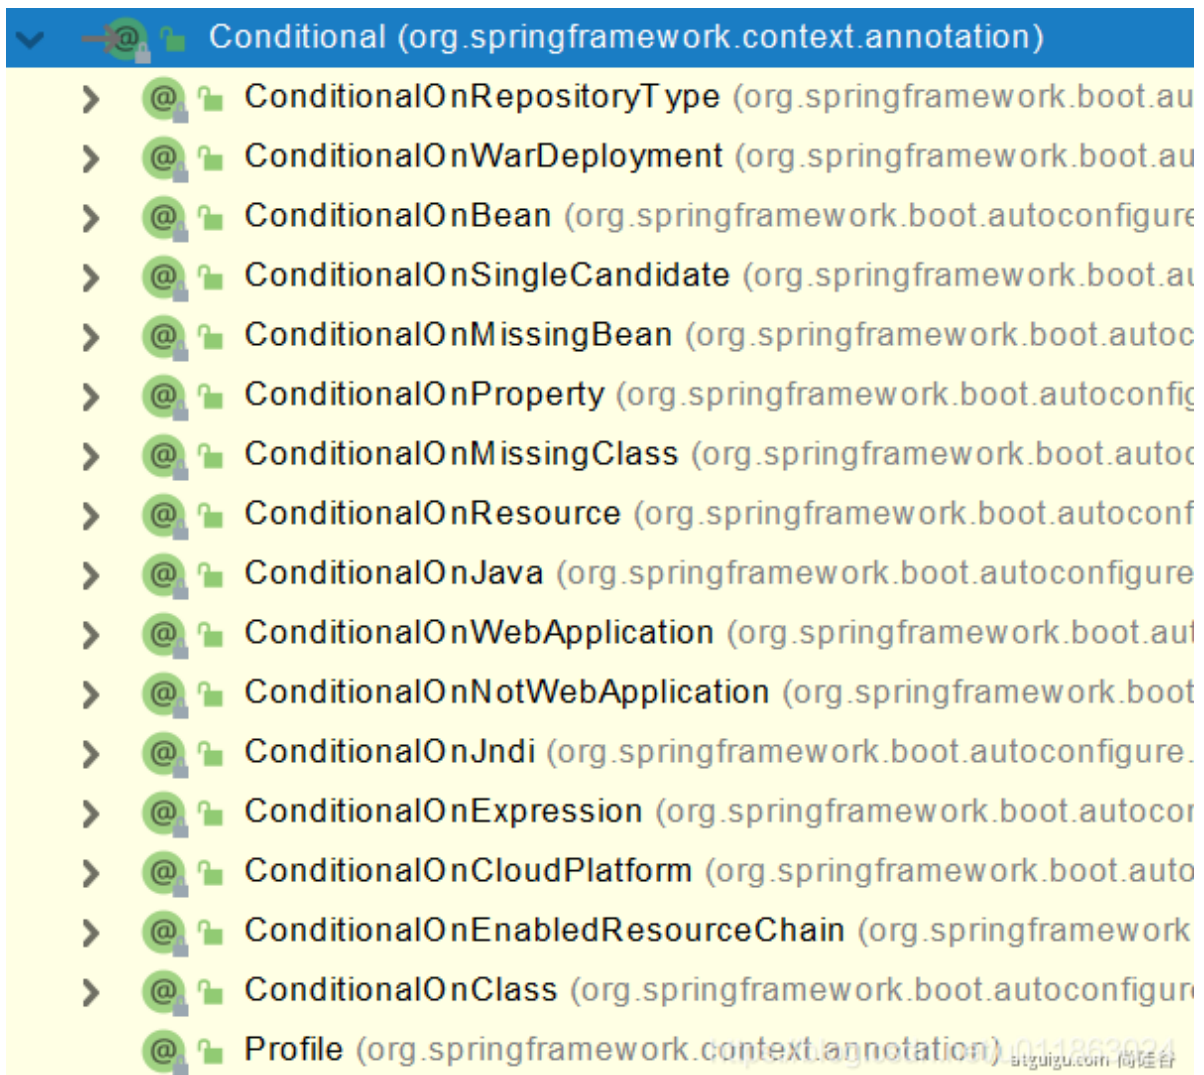 Conditional (org.springframework.context.annotation)
ConditionalOnRepositoryType (org.springframework.boot.au
ConditionalOnWarDeployment (org.springframework.boot.au
ConditionalOnBean (org.springframework.boot.autoconfigure
ConditionalOnSingleCandidate (org.springframework.boot.au
ConditionalOnMissingBean (org.springframework.boot.autoc
ConditionalOnProperty (org.springframework.boot.autoconfig
ConditionalOnMissingClass (org.springframework.boot.autoc
ConditionalOnResource (org.springframework.boot.autoconf
ConditionalOnJava (org.springframework.boot.autoconfigure
ConditionalOnWebApplication (org.springframework.boot.aut
ConditionalOnNotWebApplication (org.springframework.boot
ConditionalOnJndi (org.springframework.boot.autoconfigure.
ConditionalOnExpression (org.springframework.boot.autocon
ConditionalOnCloudPlatform (org.springframework.boot.auto
ConditionalOnEnabledResourceChain (org.springframework
ConditionalOnClass (org.springframework.boot.autoconfigure
Profile (org.springframework.context.annotation)
atguigu.com 尚硅谷